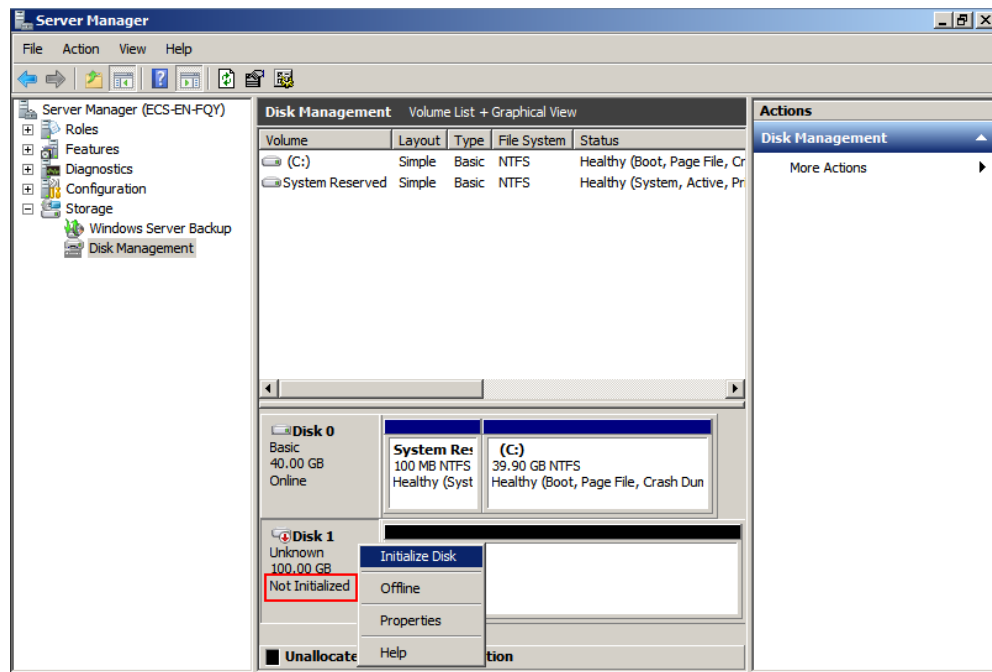 Server Manager
File Action View Help
Server Manager (ECS-EN-FQY)
Roles
Features
Diagnostics
Configuration
Storage
Windows Server Backup
Disk Management
Disk Management Volume List + Graphical View
Volume Layout Type File System Status
(C:) Simple Basic NTFS Healthy (Boot, Page File, Cr
System Reserved Simple Basic NTFS Healthy (System, Active, Pri
Disk 0
Basic
40.00 GB
Online
System Res
100 MB NTFS
Healthy (Syst
(C:)
39.90 GB NTFS
Healthy (Boot, Page File, Crash Dun
Disk 1
Unknown
100.00 GB
Not Initialized
Initialize Disk
Offline
Properties
Help
Unallocate
tion
Actions
Disk Management
More Actions